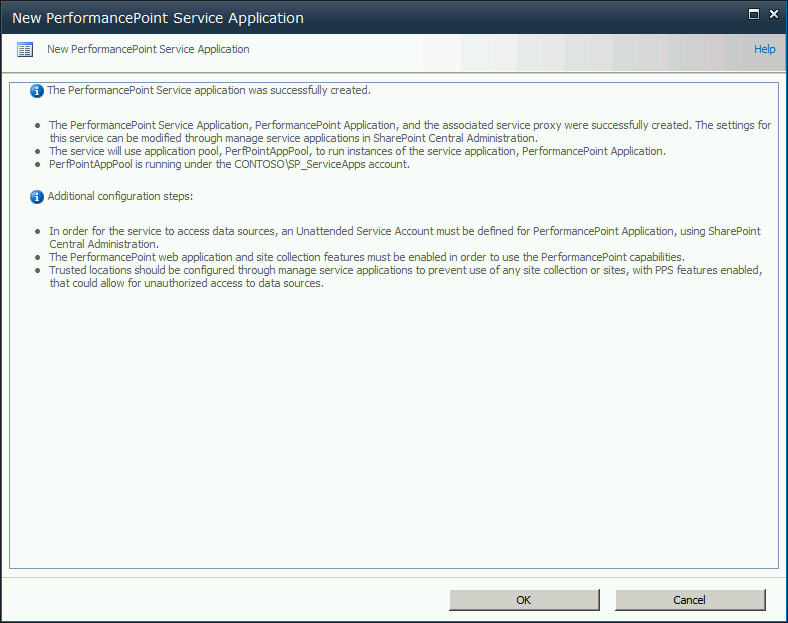 New PerformancePoint Service Application
New PerformancePoint Service Application
Help
The PerformancePoint Service application was successfully created.
• The PerformancePoint Service Application, PerformancePoint Application, and the associated service proxy were successfully created. The settings for
this service can be modified through manage service applications in SharePoint Central Administration.
• The service will use application pool, PerfPointAppPool, to run instances of the service application, PerformancePoint Application.
• PerfPointAppPool is running under the CONTOSO\SP_ServiceApps account.
Additional configuration steps:
• In order for the service to access data sources, an Unattended Service Account must be defined for PerformancePoint Application, using SharePoint
Central Administration.
• The PerformancePoint web application and site collection features must be enabled in order to use the PerformancePoint capabilities.
• Trusted locations should be configured through manage service applications to prevent use of any site collection or sites, with PPS features enabled,
that could allow for unauthorized access to data sources.
OK
Cancel